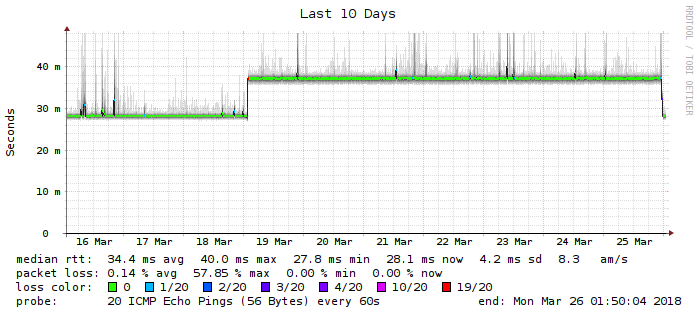 Last 10 Days
RRDTOOL / TOBI OETIKER
Seconds
40 m
30 m
20 m
10 m
0
16 Mar 17 Mar 18 Mar 19 Mar 20 Mar 21 Mar 22 Mar 23 Mar 24 Mar 25 Mar
median rtt: 34.4 ms avg 40.0 ms max 27.8 ms min 28.1 ms now 4.2 ms sd 8.3 am/s
packet loss: 0.14 % avg 57.85 % max 0.00 % min 0.00 % now
loss color: 0 1/20 2/20 3/20 4/20 10/20 19/20
probe: 20 ICMP Echo Pings (56 Bytes) every 60s end: Mon Mar 26 01:50:04 2018